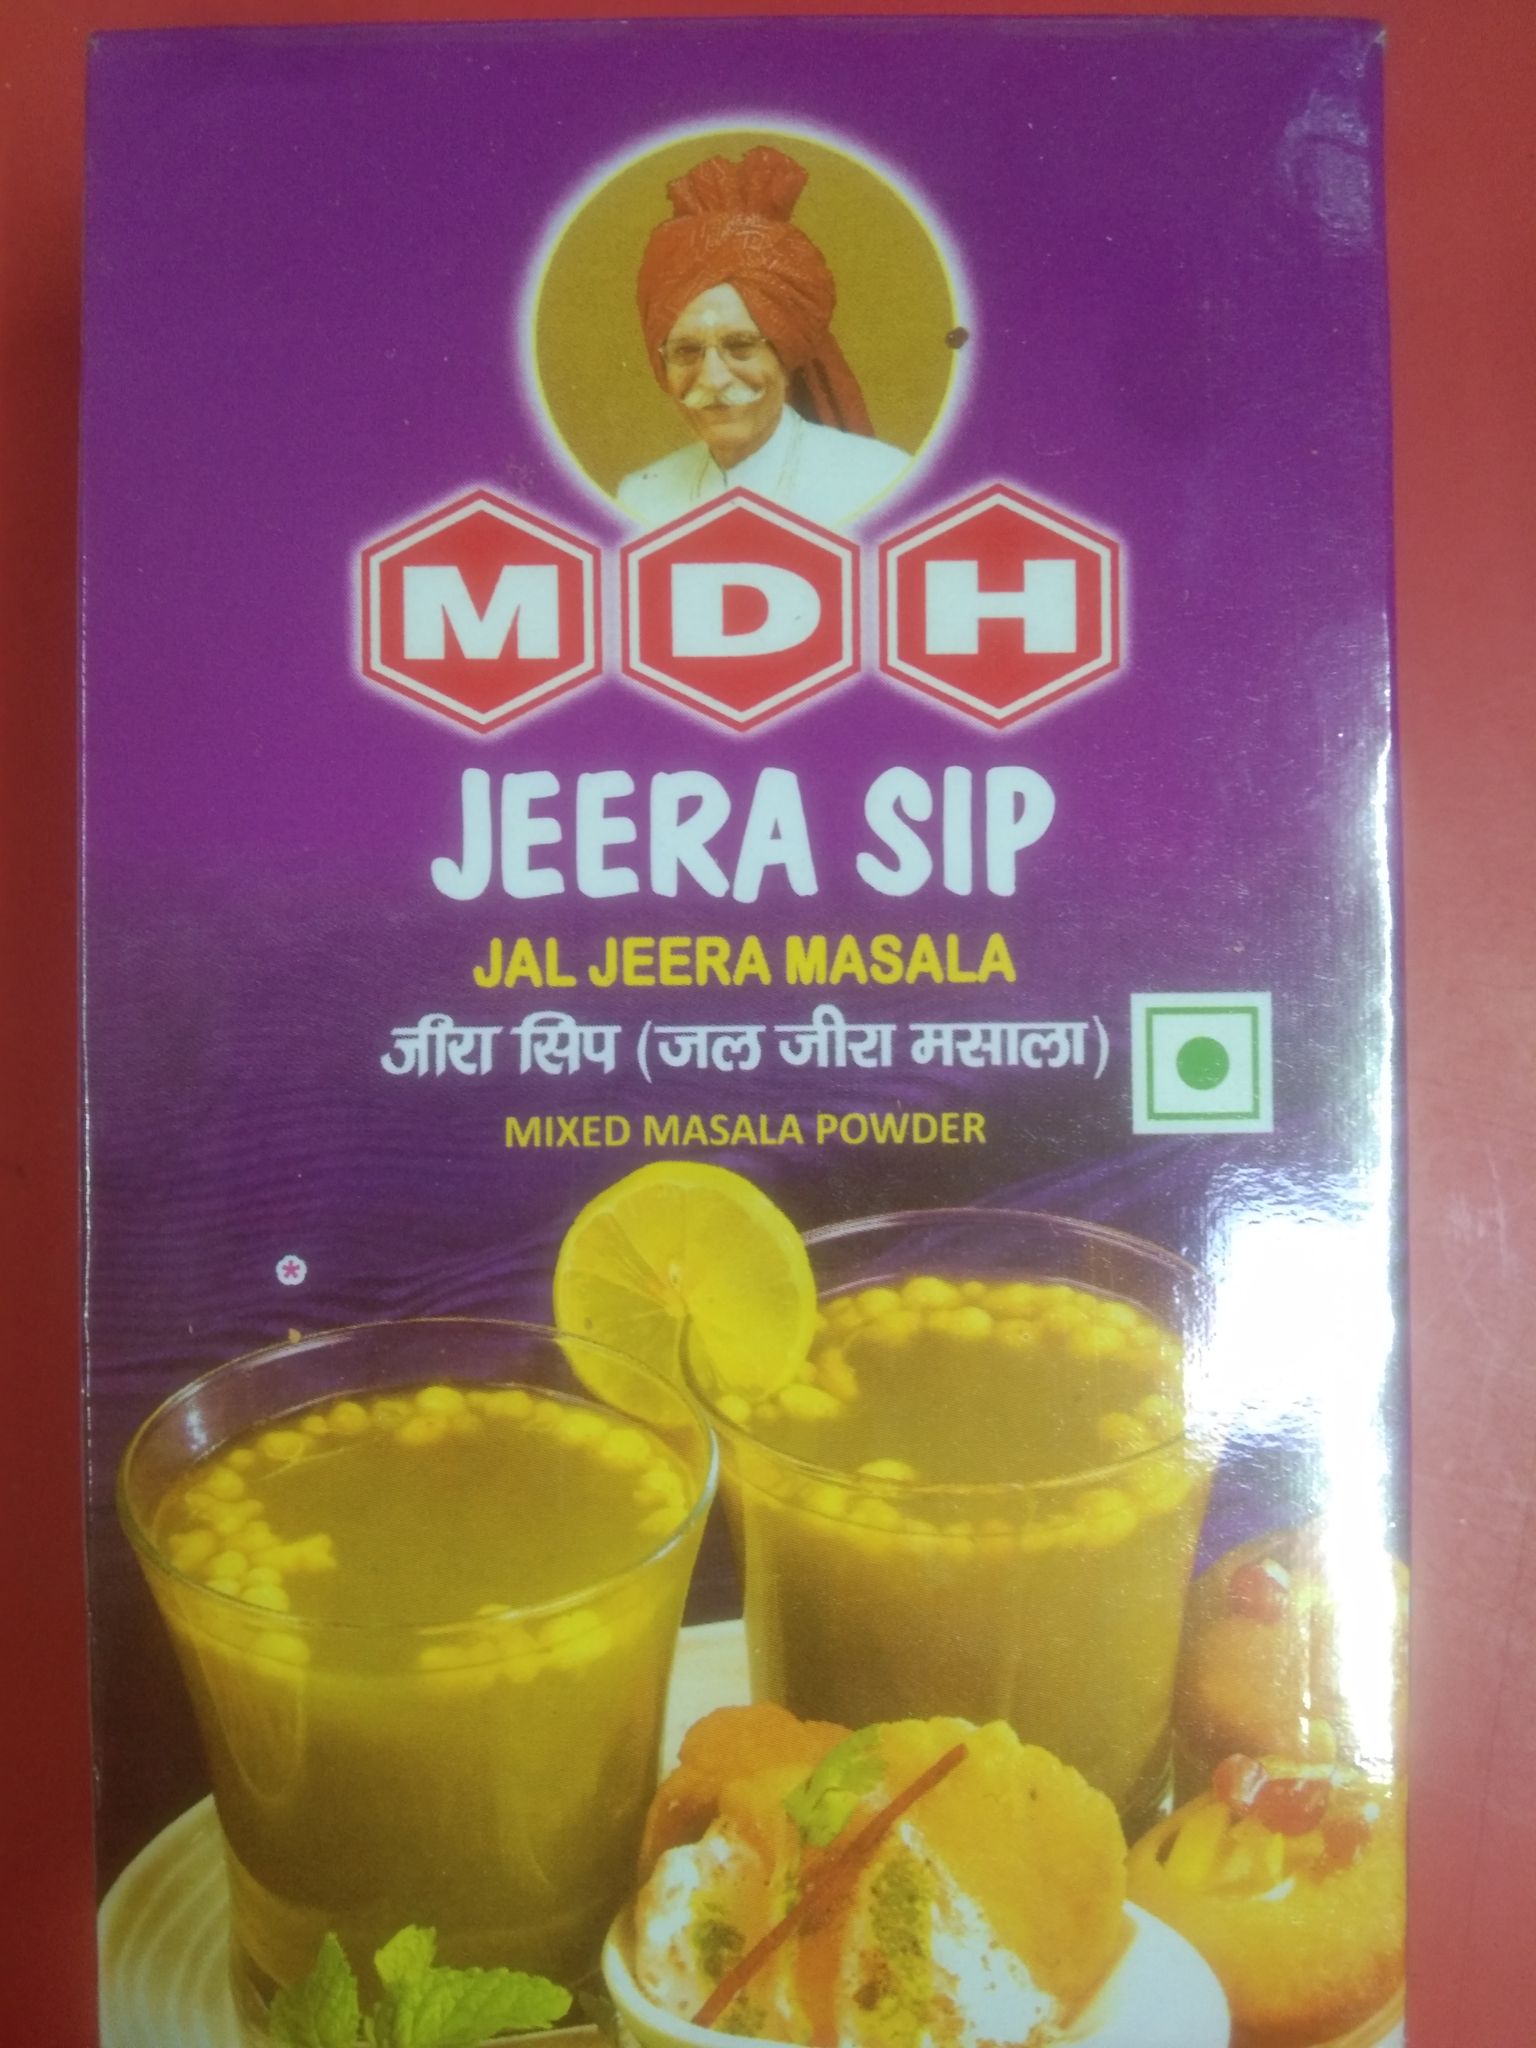 MDH
JEERA SIP
JAL JEERA MASALA
जीरा सिप (जल जीरा मसाला)
MIXED MASALA POWDER
*